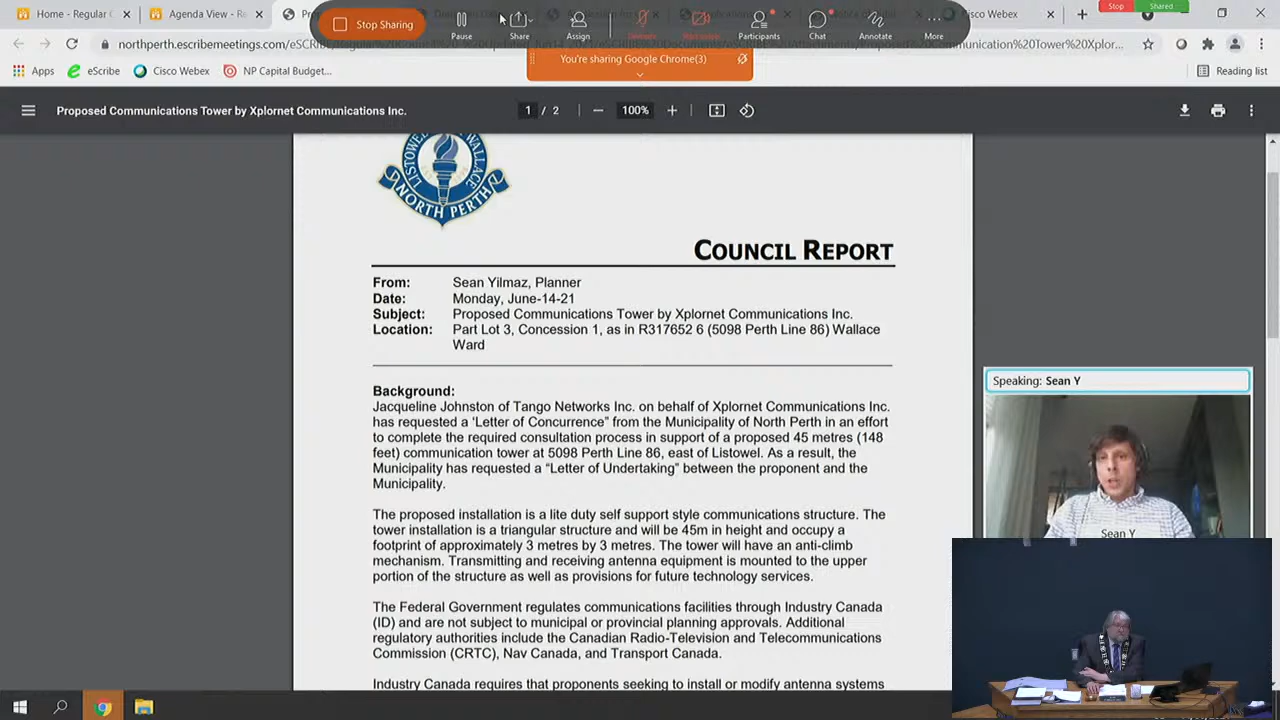 Stop
Shared
Home - Regular C
Agenda View - Re
Cisco Webex
Stop Sharing
Pause
Share
Assign
Participants
Chat
Annotate
More
You're sharing Google Chrome(3)
northperth.escribemeetings.com/eSCRIBE
Apps
eScribe
Cisco Webex
NP Capital Budget...
Reading list
Proposed Communications Tower by Xplornet Communications Inc.
1 / 2
100%
LISTOWEL
WALLACE
NORTH PERTH
COUNCIL REPORT
From: Sean Yilmaz, Planner
Date: Monday, June-14-21
Subject: Proposed Communications Tower by Xplornet Communications Inc.
Location: Part Lot 3, Concession 1, as in R317652 6 (5098 Perth Line 86) Wallace
Ward
Background:
Jacqueline Johnston of Tango Networks Inc. on behalf of Xplornet Communications Inc.
has requested a 'Letter of Concurrence" from the Municipality of North Perth in an effort
to complete the required consultation process in support of a proposed 45 metres (148
feet) communication tower at 5098 Perth Line 86, east of Listowel. As a result, the
Municipality has requested a "Letter of Undertaking" between the proponent and the
Municipality.
The proposed installation is a lite duty self support style communications structure. The
tower installation is a triangular structure and will be 45m in height and occupy a
footprint of approximately 3 metres by 3 metres. The tower will have an anti-climb
mechanism. Transmitting and receiving antenna equipment is mounted to the upper
portion of the structure as well as provisions for future technology services.
The Federal Government regulates communications facilities through Industry Canada
(ID) and are not subject to municipal or provincial planning approvals. Additional
regulatory authorities include the Canadian Radio-Television and Telecommunications
Commission (CRTC), Nav Canada, and Transport Canada.
Industry Canada requires that proponents seeking to install or modify antenna systems
Speaking: Sean Y
Sean Y